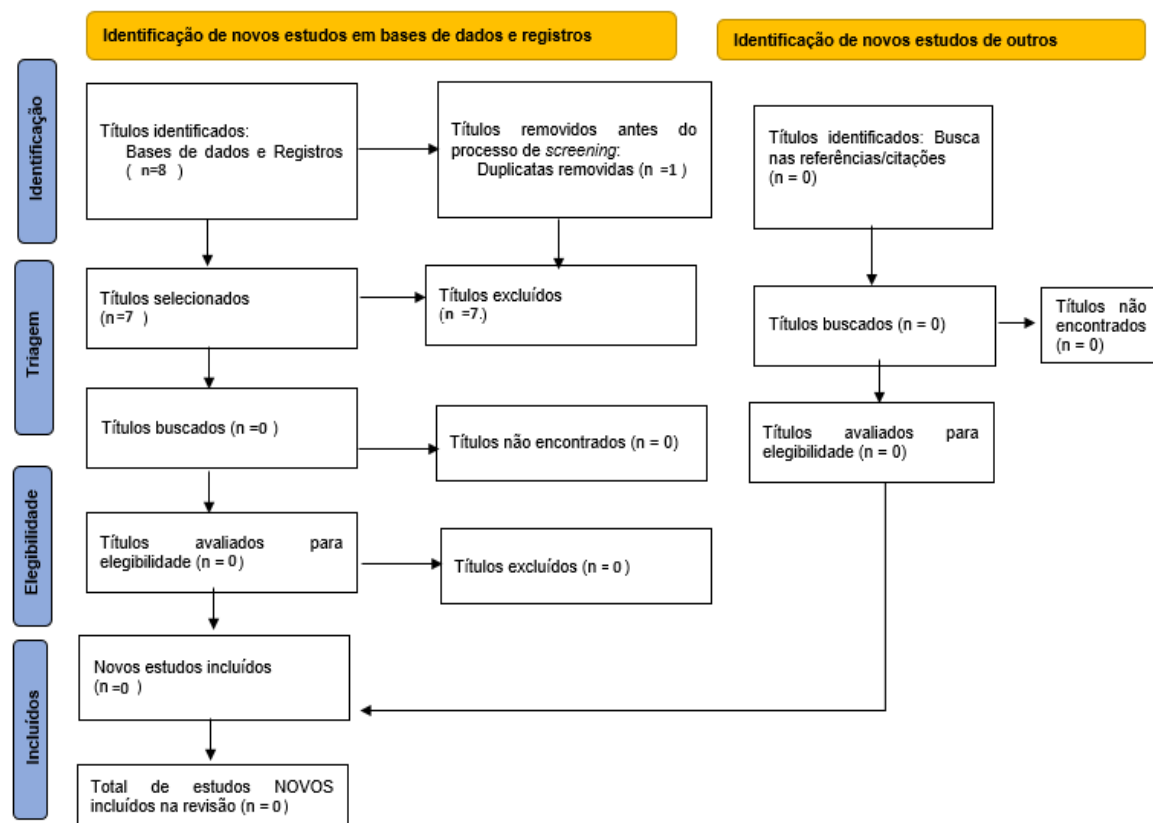 Identificação de novos estudos em bases de dados e registros
Identificação de novos estudos de outros
Identificação
Títulos identificados:
Bases de dados e Registros
( n=8 )
Títulos removidos antes do
processo de screening:
Duplicatas removidas (n =1 )
Títulos identificados: Busca
nas referências/citações
(n = 0)
Triagem
Títulos selecionados
(n=7 )
Títulos excluídos
(n =7.)
Títulos buscados (n = 0)
Títulos não
encontrados
(n = 0)
Títulos buscados (n =0 )
Títulos não encontrados (n = 0)
Títulos avaliados para
elegibilidade (n = 0)
Elegibilidade
Títulos avaliados para
elegibilidade (n = 0)
Títulos excluídos (n = 0 )
Incluídos
Novos estudos incluídos
(n =0 )
Total de estudos NOVOS
incluídos na revisão (n = 0)